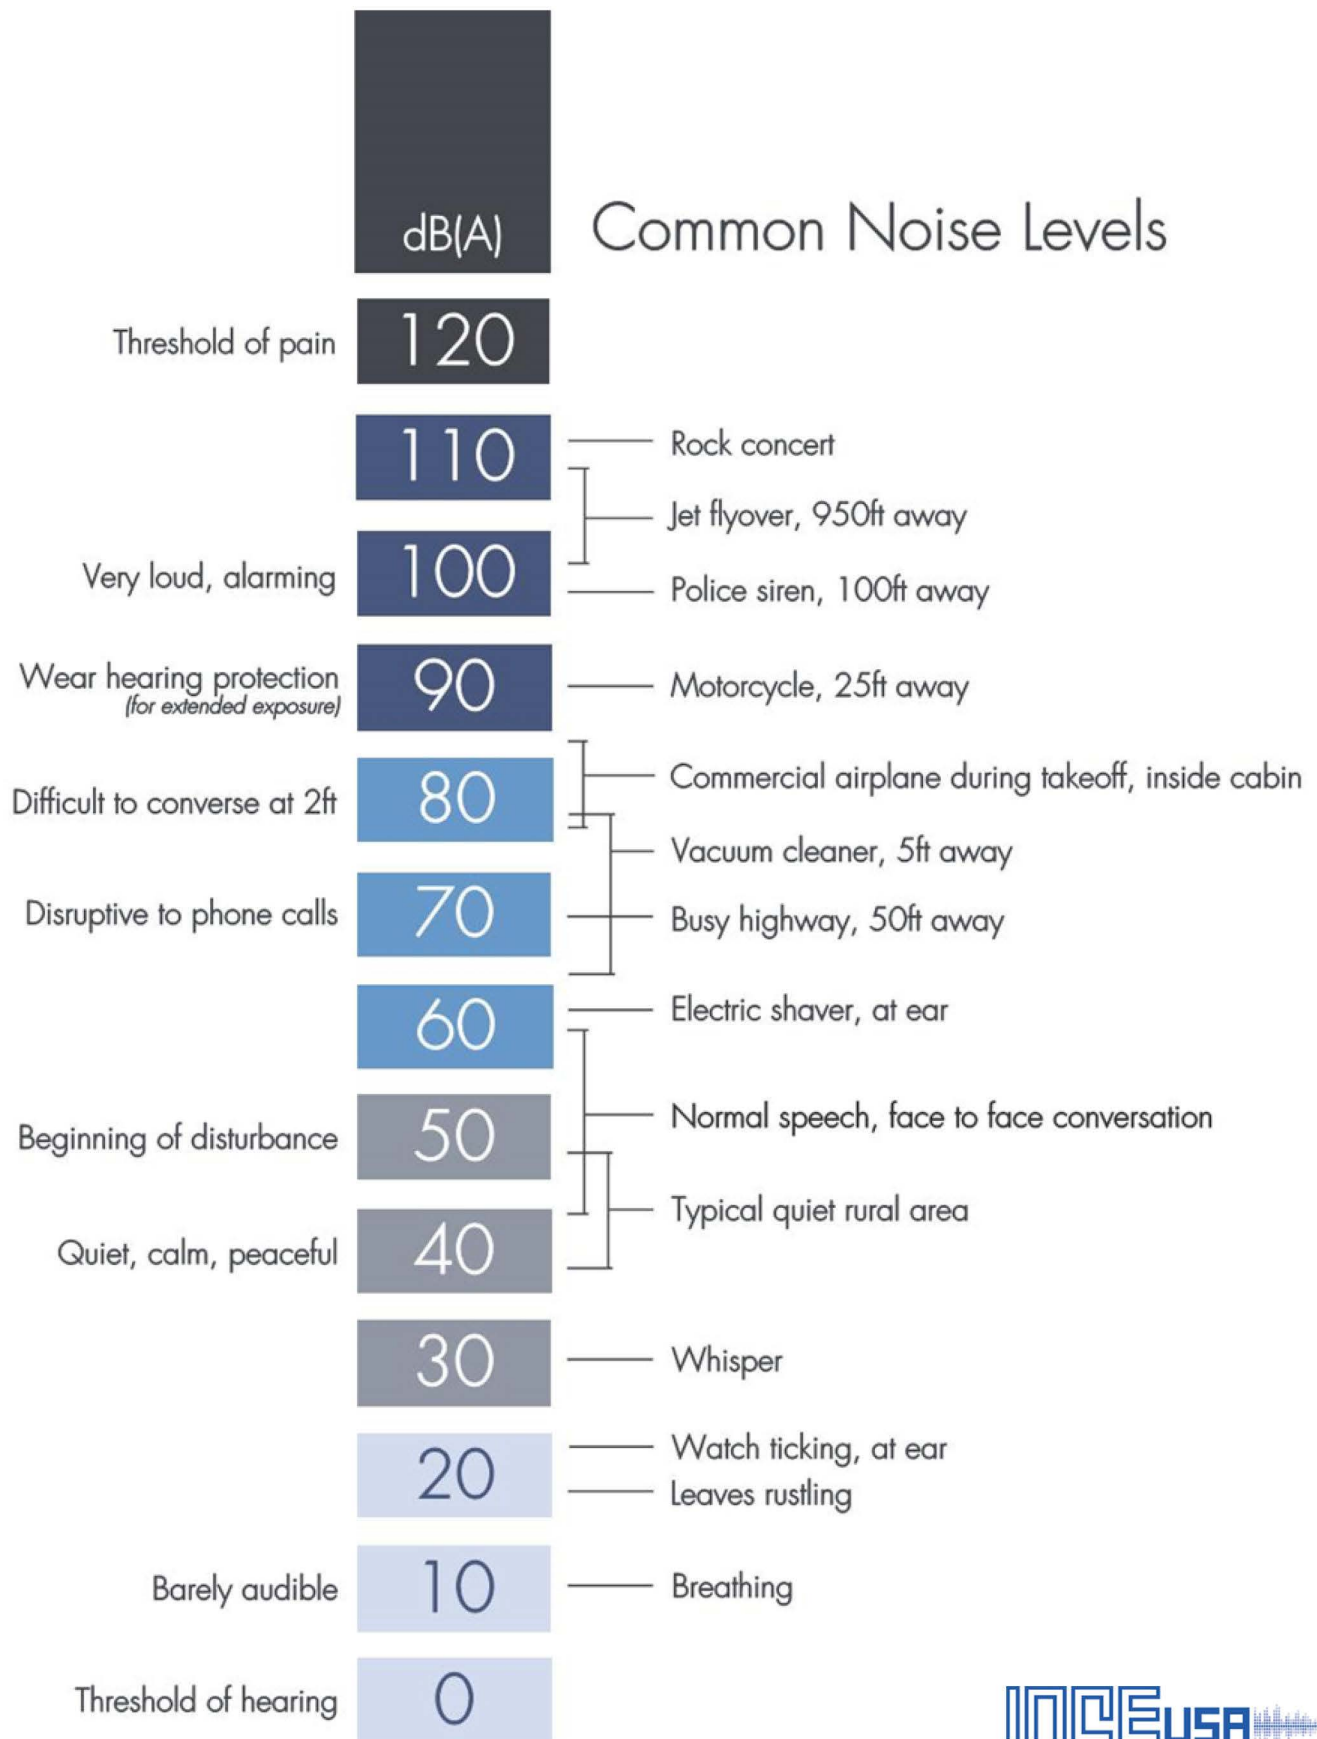 dB(A)
Common Noise Levels
Threshold of pain
120
110
Rock concert
Jet flyover, 950ft away
Very loud, alarming
100
Police siren, 100ft away
Wear hearing protection
(for extended exposure)
90
Motorcycle, 25ft away
Commercial airplane during takeoff, inside cabin
Difficult to converse at 2ft
80
Vacuum cleaner, 5ft away
Disruptive to phone calls
70
Busy highway, 50ft away
60
Electric shaver, at ear
Normal speech, face to face conversation
Beginning of disturbance
50
Typical quiet rural area
Quiet, calm, peaceful
40
30
Whisper
20
Watch ticking, at ear
Leaves rustling
Barely audible
10
Breathing
Threshold of hearing
0
INCE USA